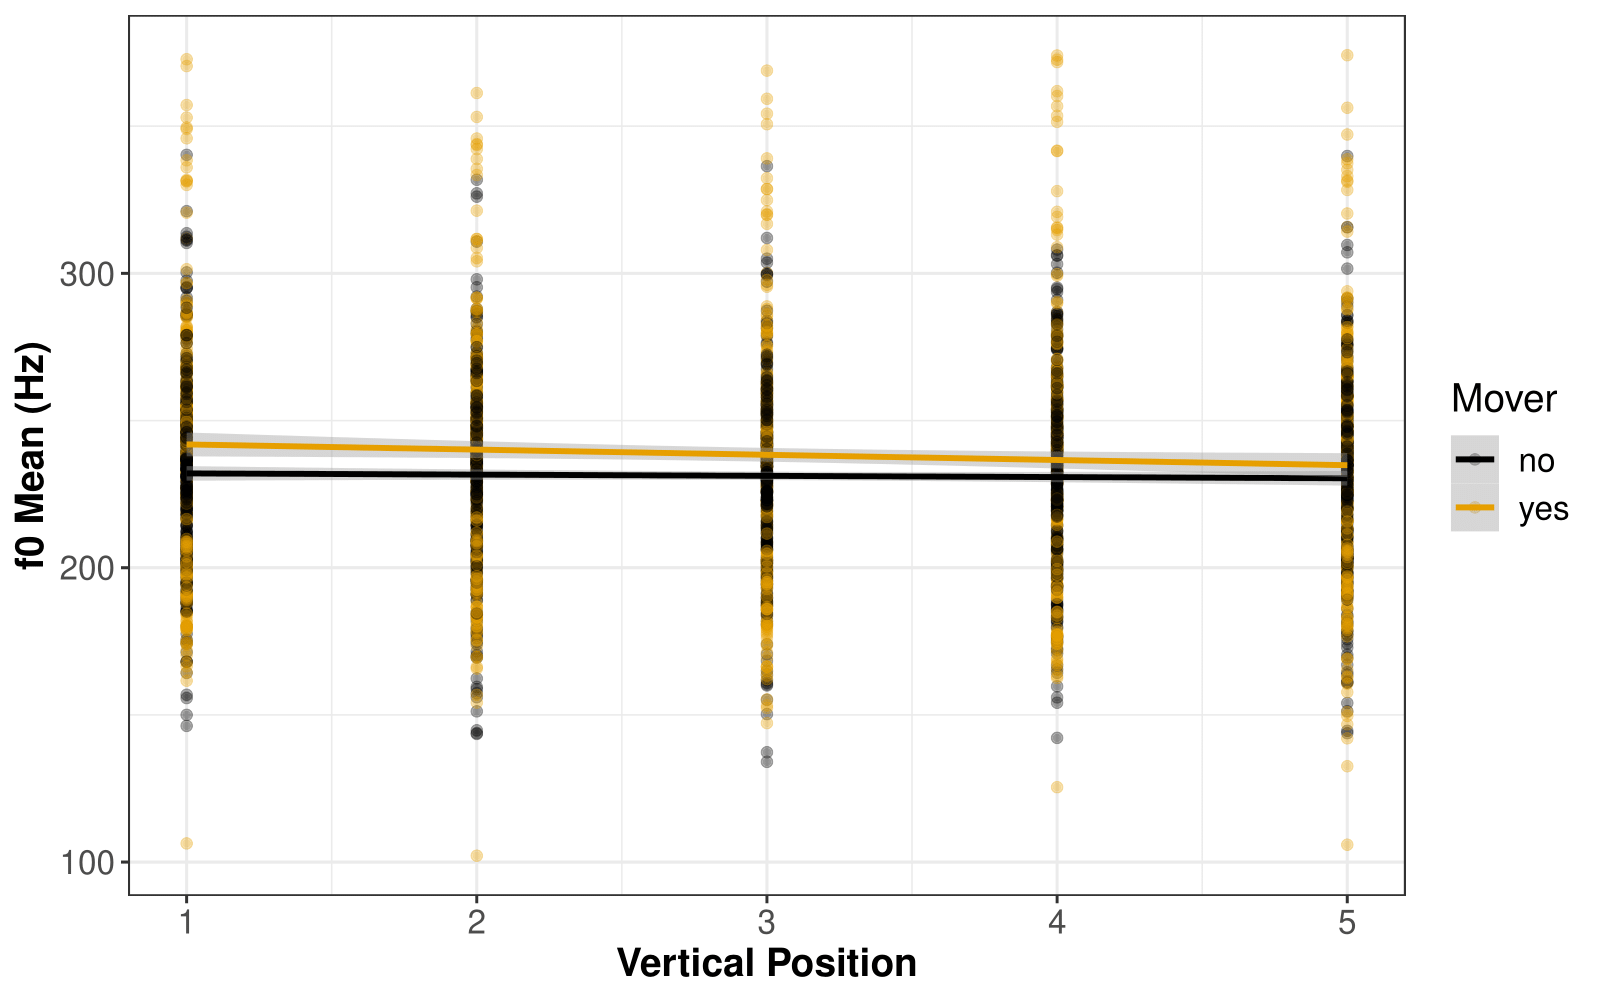 f0 Mean (Hz)
300
200
100
1 2 3 4 5
Vertical Position
Mover
no
yes